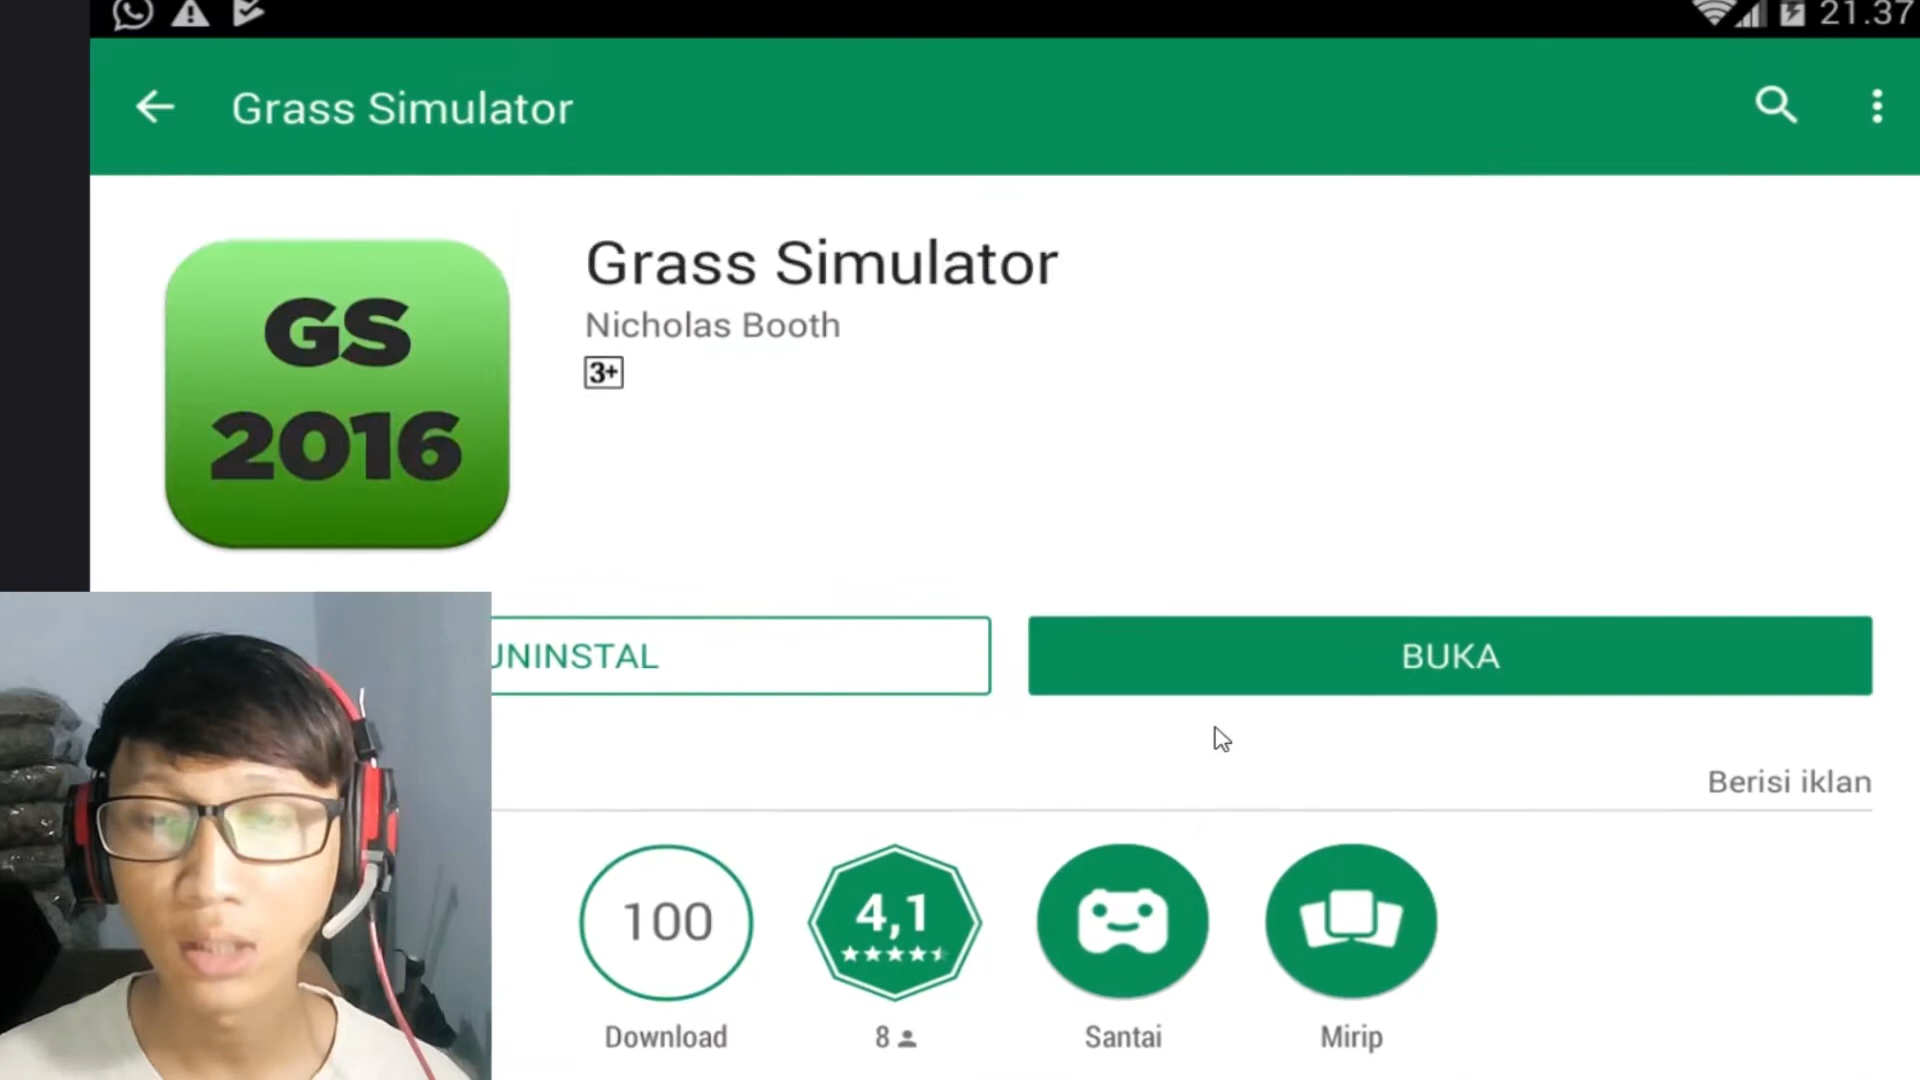 21.37
Grass Simulator
GS
2016
Grass Simulator
Nicholas Booth
3+
UNINSTAL
BUKA
Berisi iklan
100
4,1
Download
8
Santai
Mirip